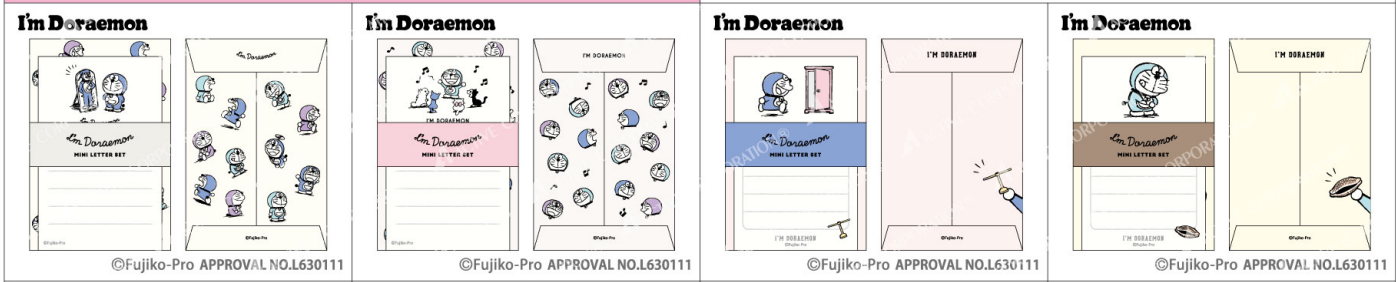 I'm Doraemon
I'm Doraemon
MINI LETTER SET
©Fujiko-Pro
I'm Doraemon
©Fujiko-Pro
©Fujiko-Pro APPROVAL NO.L630111
I'm Doraemon
I'M DORAEMON
I'm Doraemon
MINI LETTER SET
©Fujiko-Pro
I'M DORAEMON
©Fujiko-Pro
©Fujiko-Pro APPROVAL NO.L630111
I'm Doraemon
I'm Doraemon
MINI LETTER SET
I'M DORAEMON
©Fujiko-Pro
I'M DORAEMON
©Fujiko-Pro
©Fujiko-Pro APPROVAL NO.L630111
I'm Doraemon
I'm Doraemon
MINI LETTER SET
I'M DORAEMON
©Fujiko-Pro
I'M DORAEMON
©Fujiko-Pro
©Fujiko-Pro APPROVAL NO.L630111